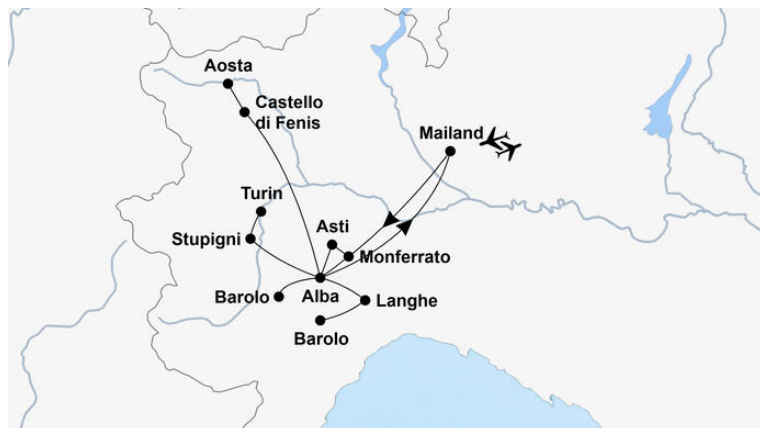 Aosta
Castello
di Fenis
Mailand
Turin
Asti
Stupigni
Monferrato
Barolo
Alba
Langhe
Barolo